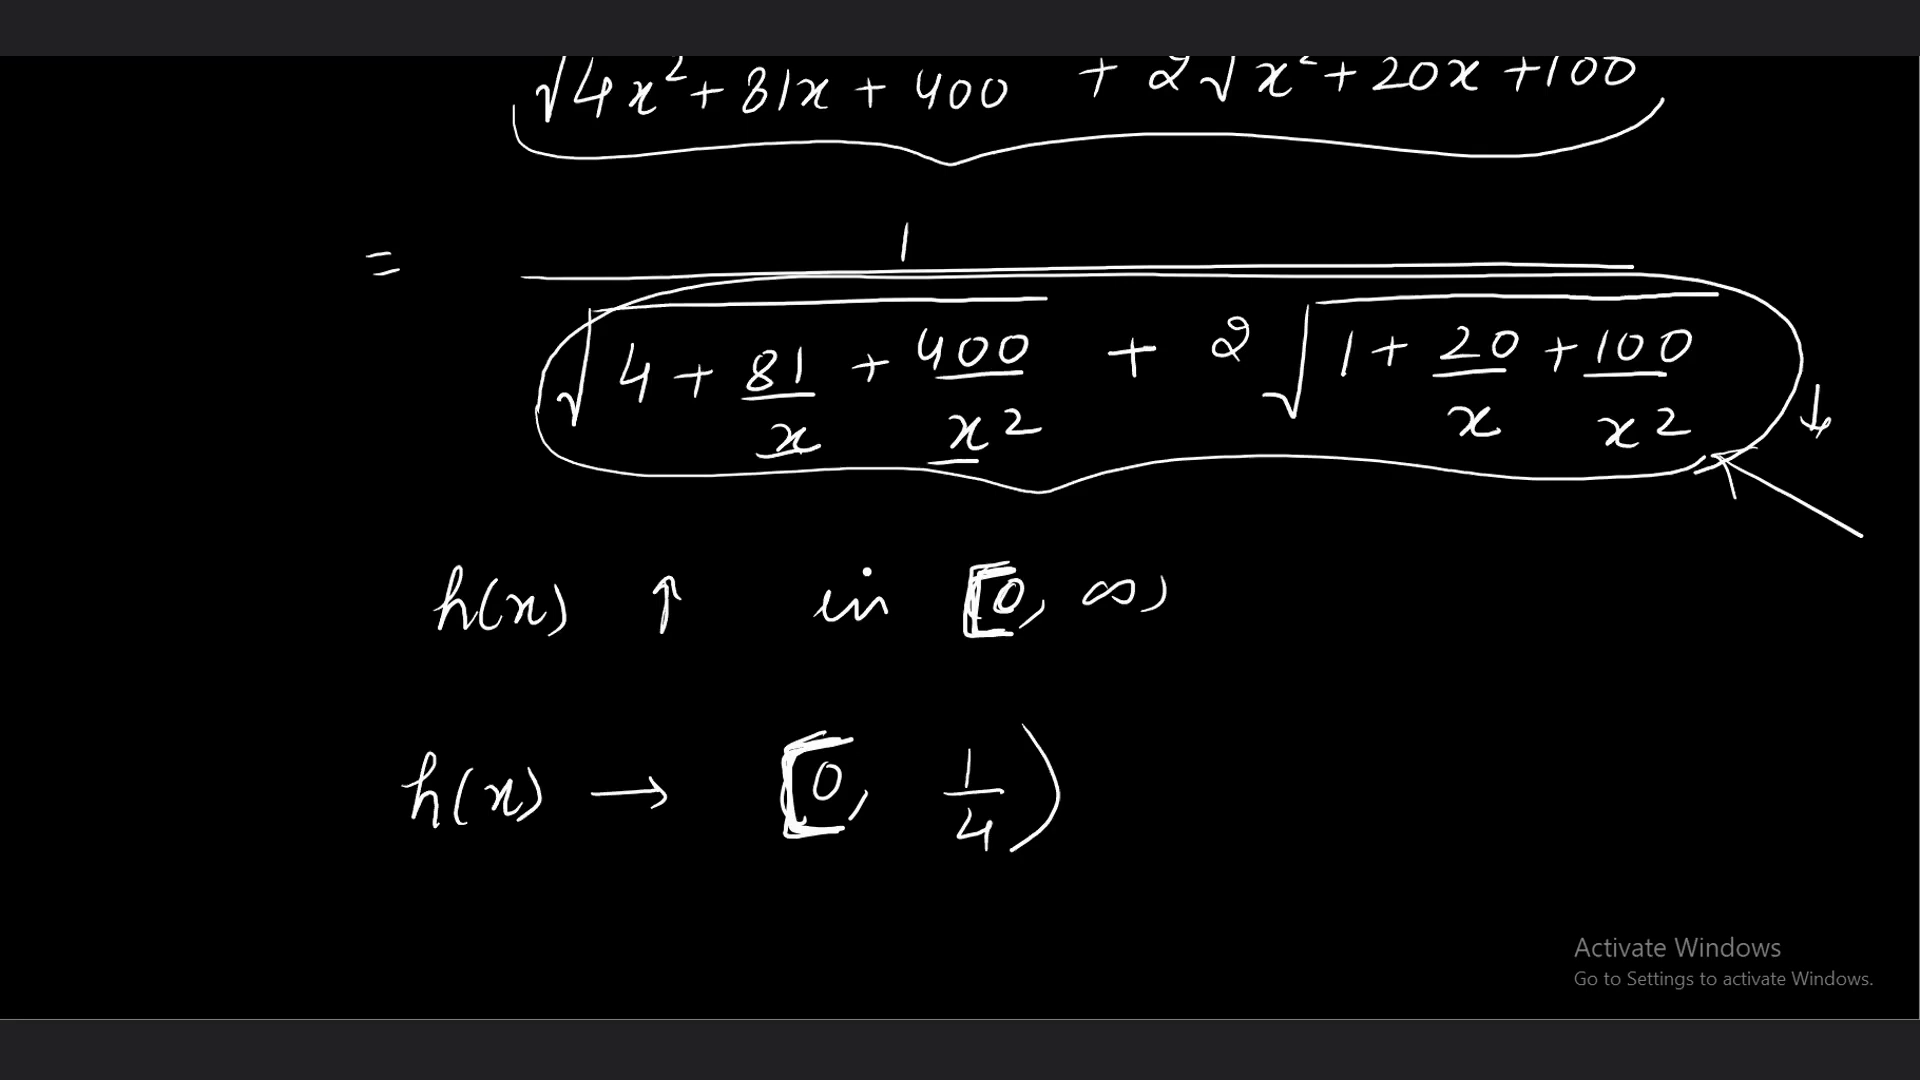 √4x² + 81x + 400 + 2√x² + 20x + 100
= 1
√4 + 81/x + 400/x² + 2√1 + 20/x + 100/x² ↓
h(x) ↑ in [0, ∞)
h(x) → [0, 1/4)
Activate Windows
Go to Settings to activate Windows.